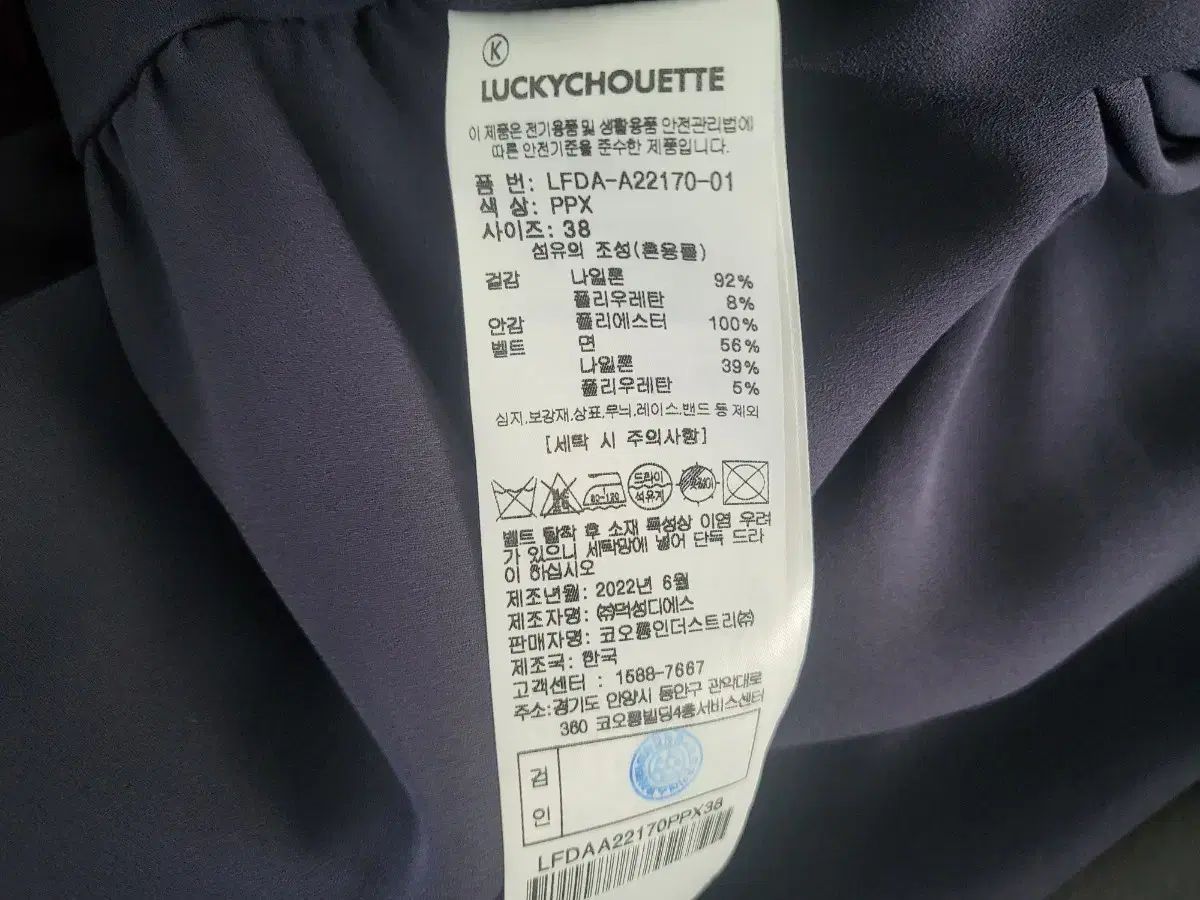 K
LUCKYCHOUETTE
이 제품은 전기용품 및 생활용품 안전관리법에
따른 안전기준을 준수한 제품입니다.
품 번: LFDA-A22170-01
색 상: PPX
사이즈: 38
섬유의 조성(혼용률)
겉감 나일론 92%
폴리우레탄 8%
안감 폴리에스터 100%
벨트 면 56%
나일론 39%
폴리우레탄 5%
심지,보강재,상표,무늬,레이스,밴드 등 제외
[세탁 시 주의사항]
80-120 드라이
석유계
벨트 탈착 후 소재 특성상 이염 우려
가 있으니 세탁망에 넣어 단독 드라
이 하십시오
제조년월: 2022년 6월
제조자명: ㈜덕성디에스
판매자명: 코오롱인더스트리㈜
제조국: 한국
고객센터 : 1588-7667
주소:경기도 안양시 동안구 관악대로
360 코오롱빌딩4층서비스센터
검
인
LFDAA22170PPX38